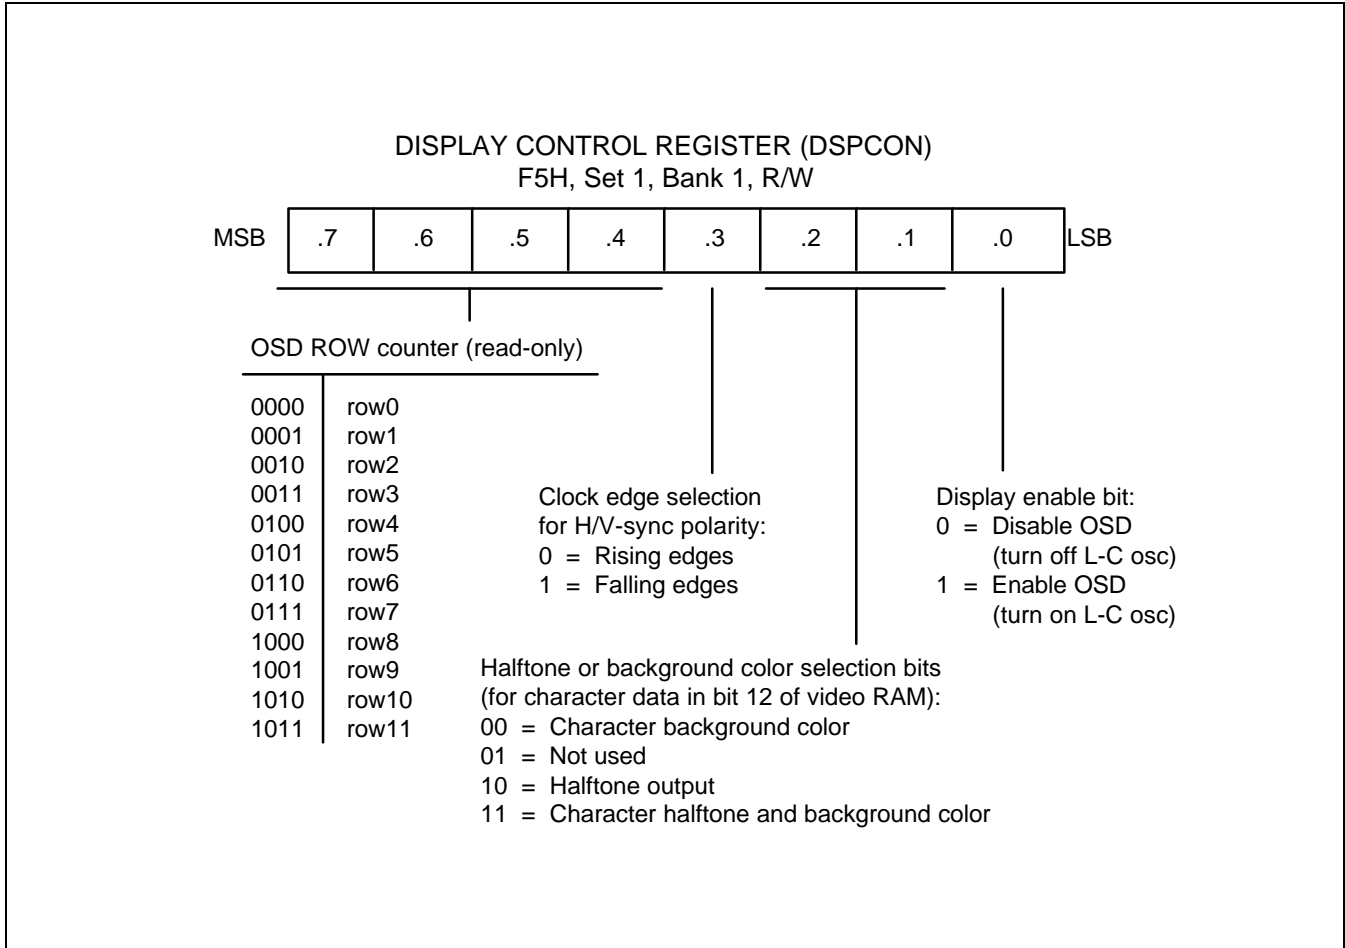 DISPLAY CONTROL REGISTER (DSPCON)
F5H, Set 1, Bank 1, R/W
MSB .7 .6 .5 .4 .3 .2 .1 .0 LSB
OSD ROW counter (read-only)
0000 row0
0001 row1
0010 row2
0011 row3
0100 row4
0101 row5
0110 row6
0111 row7
1000 row8
1001 row9
1010 row10
1011 row11
Clock edge selection
for H/V-sync polarity:
0 = Rising edges
1 = Falling edges
Display enable bit:
0 = Disable OSD
(turn off L-C osc)
1 = Enable OSD
(turn on L-C osc)
Halftone or background color selection bits
(for character data in bit 12 of video RAM):
00 = Character background color
01 = Not used
10 = Halftone output
11 = Character halftone and background color